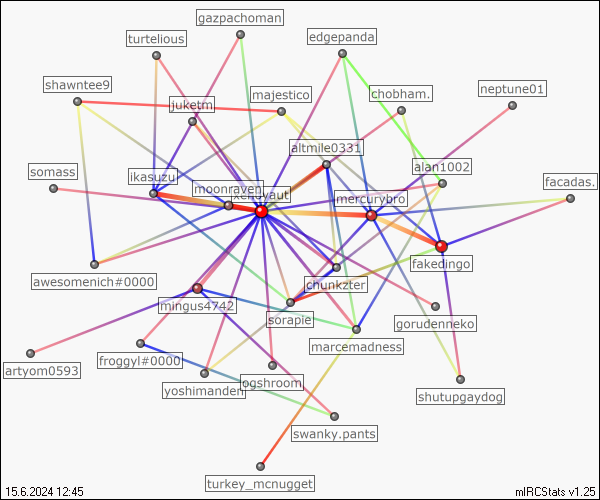 gazpachoman
turtelious
edgepanda
shawntee9
majestico
chobham.
neptune01
juketm
altmile0331
alan1002
ikasuzu
somass
moonraven
mercurybro
facadas.
fakedingo
awesomenich#0000
chunkzter
mingus4742
sorapie
gorudenneko
marcemadness
artyom0593
froggyl#0000
yoshimanden
ogshroom.
shutupgaydog
swanky.pants
turkey_mcnugget
15.6.2024 12:45
mIRCStats v1.25